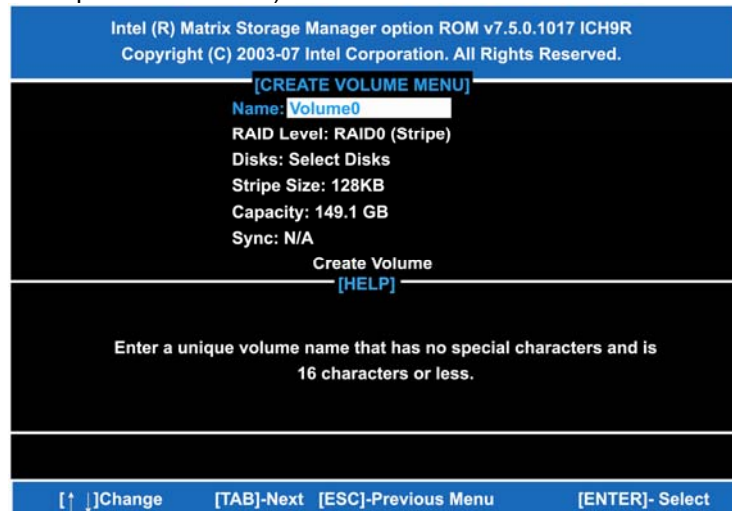 Intel (R) Matrix Storage Manager option ROM v7.5.0.1017 ICH9R
Copyright (C) 2003-07 Intel Corporation. All Rights Reserved.
[CREATE VOLUME MENU]
Name: Volume0
RAID Level: RAID0 (Stripe)
Disks: Select Disks
Stripe Size: 128KB
Capacity: 149.1 GB
Sync: N/A
Create Volume
[HELP]
Enter a unique volume name that has no special characters and is
16 characters or less.
[↑ ↓]Change [TAB]-Next [ESC]-Previous Menu [ENTER]- Select